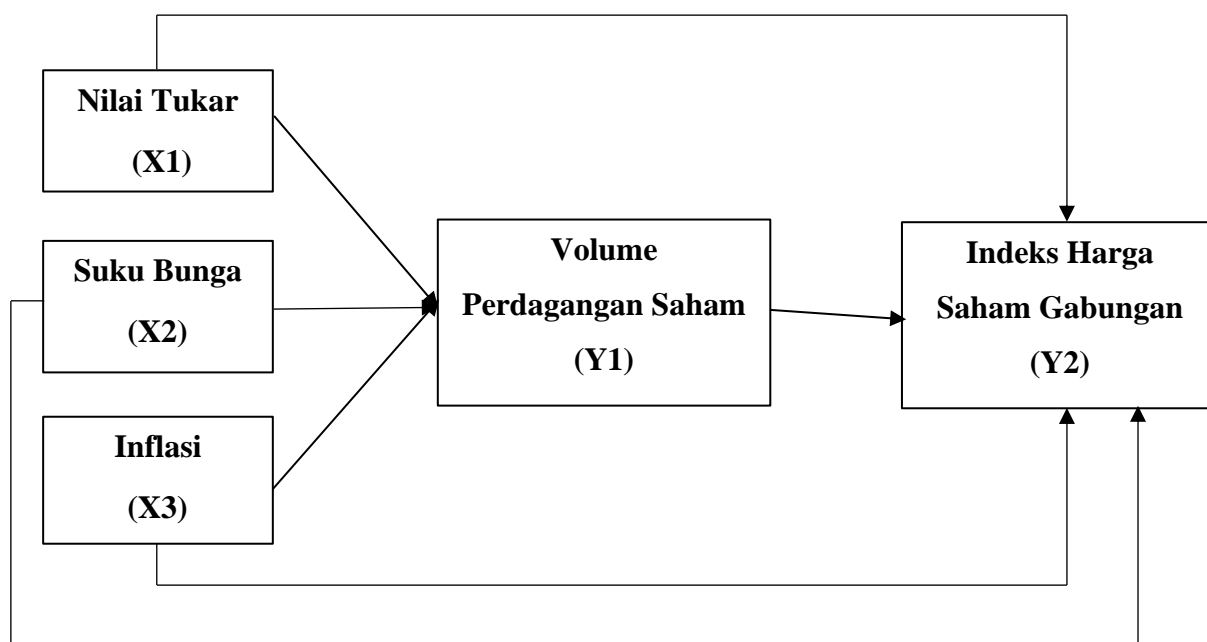 Nilai Tukar
(X1)
Suku Bunga
(X2)
Inflasi
(X3)
Volume
Perdagangan Saham
(Y1)
Indeks Harga
Saham Gabungan
(Y2)